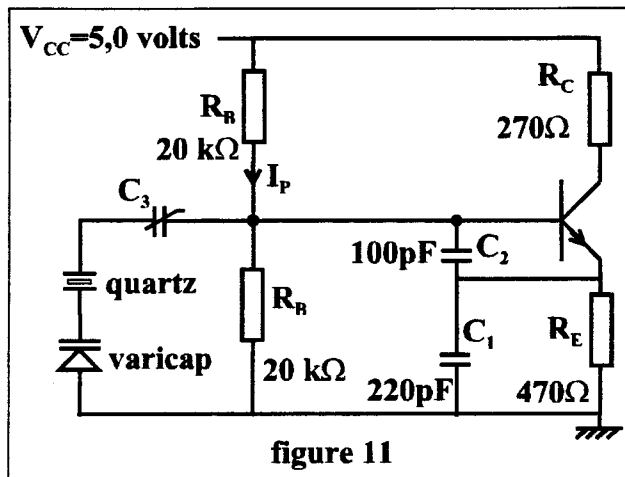 V_CC=5,0 volts
R_B
20 kΩ
I_P
R_C
270Ω
C_3
quartz
varicap
R_B
20 kΩ
100pF
C_2
C_1
220pF
R_E
470Ω
figure 11